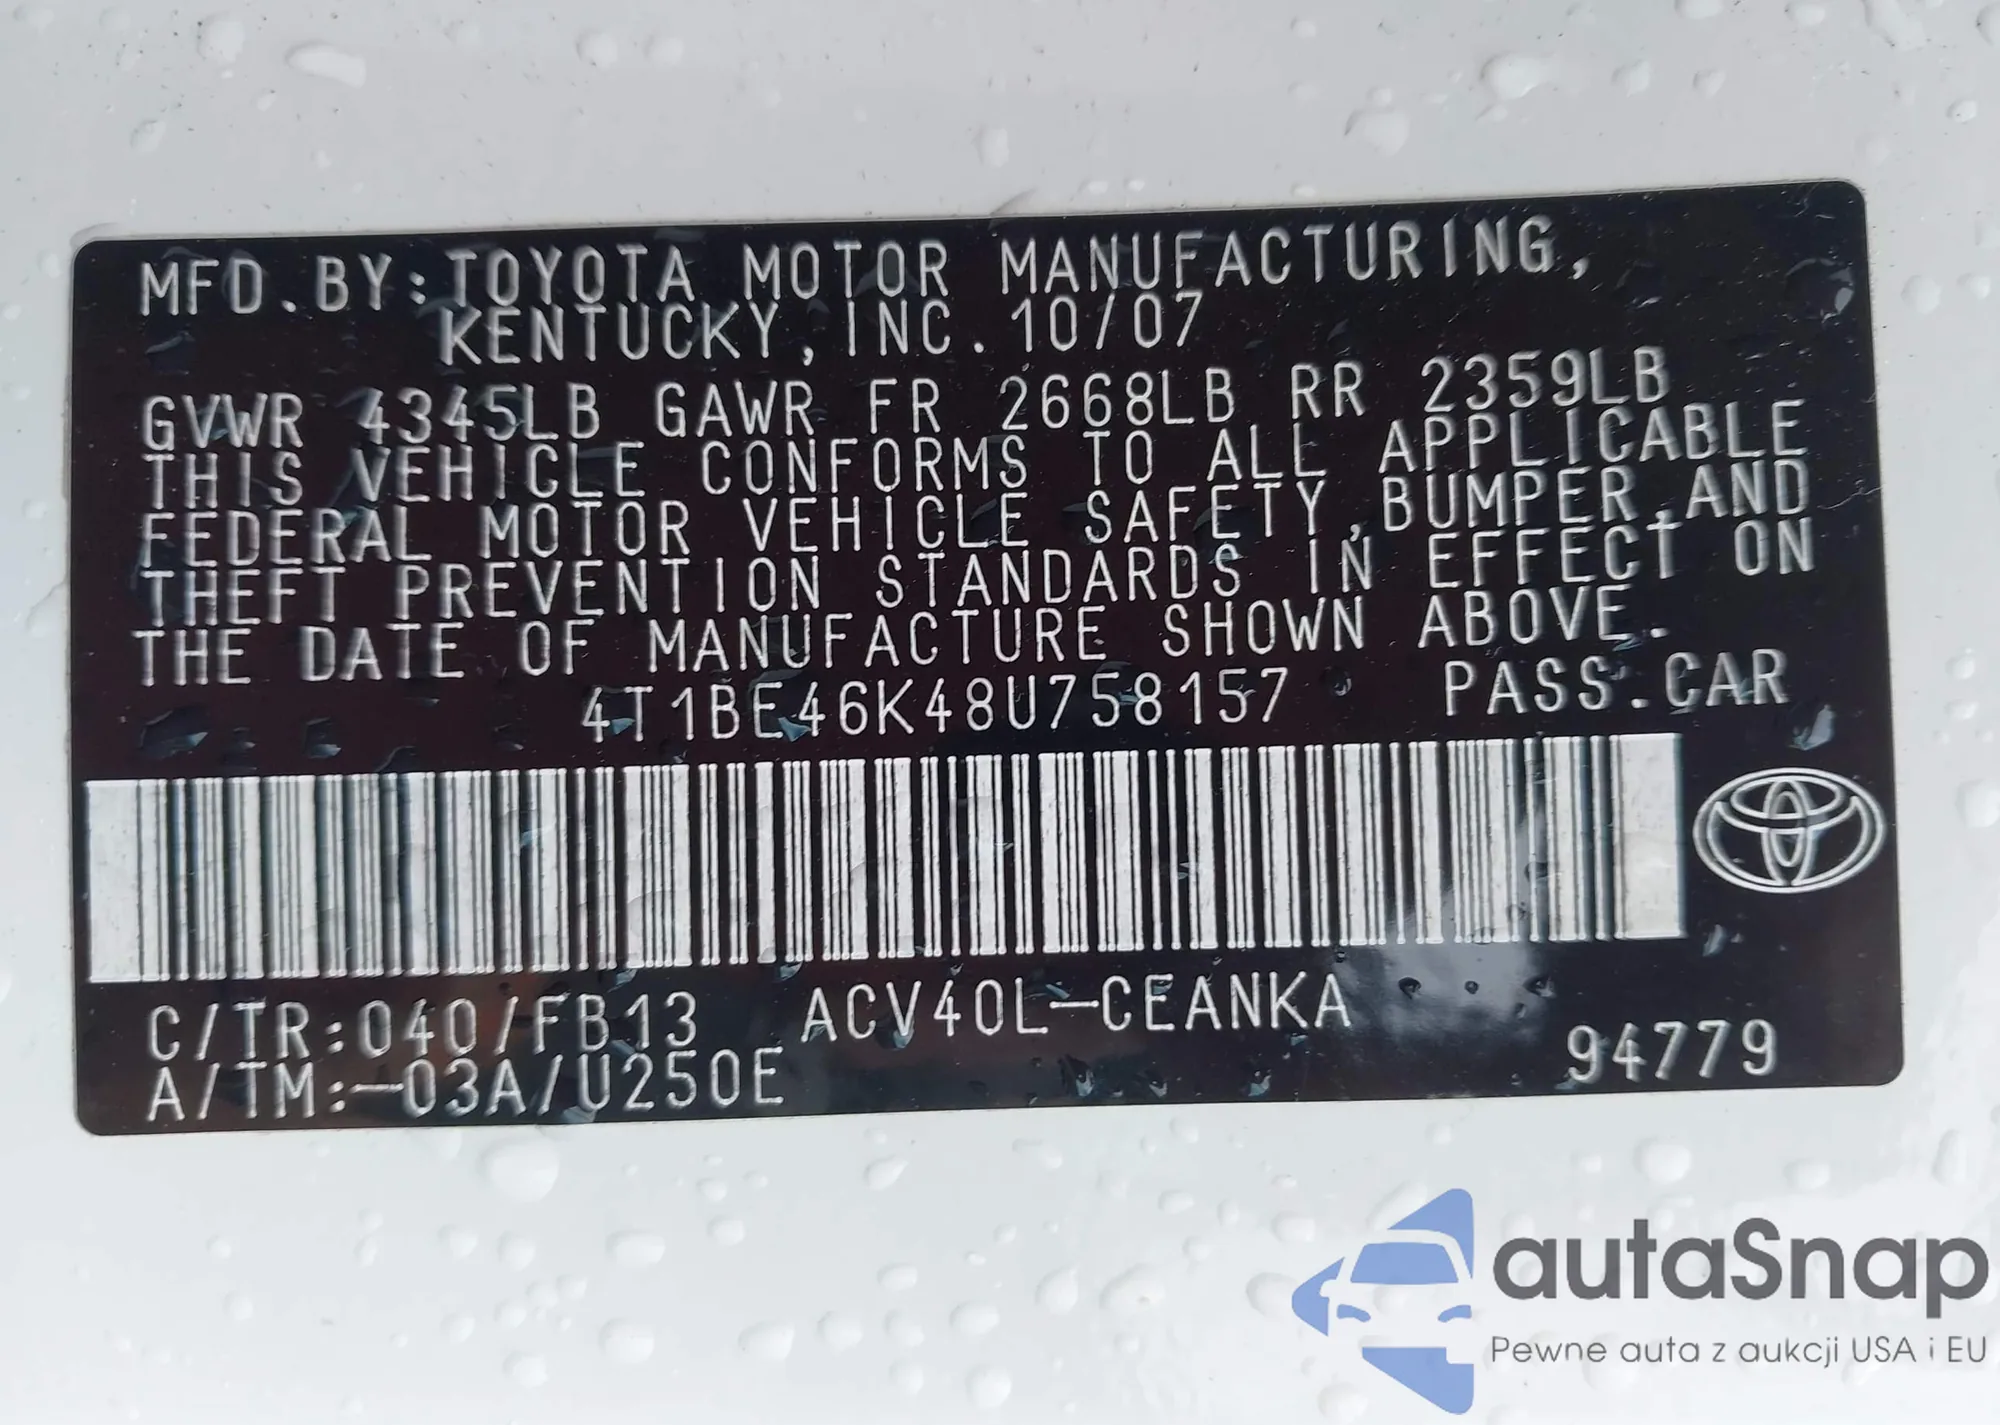 MFD.BY:TOYOTA MOTOR MANUFACTURING,
KENTUCKY, INC. 10/07
GVWR 4345LB GAWR FR 2668LB RR 2359LB
THIS VEHICLE CONFORMS TO ALL APPLICABLE
FEDERAL MOTOR VEHICLE SAFETY,BUMPER,AND
THEFT PREVENTION STANDARDS IN EFFECT ON
THE DATE OF MANUFACTURE SHOWN ABOVE.
4T1BE46K48U758157 PASS.CAR
C/TR:040/FB13 ACV40L-CEANKA
A/TM:-03A/U250E 94779
autaSnap
Pewne auta z aukcji USA i EU